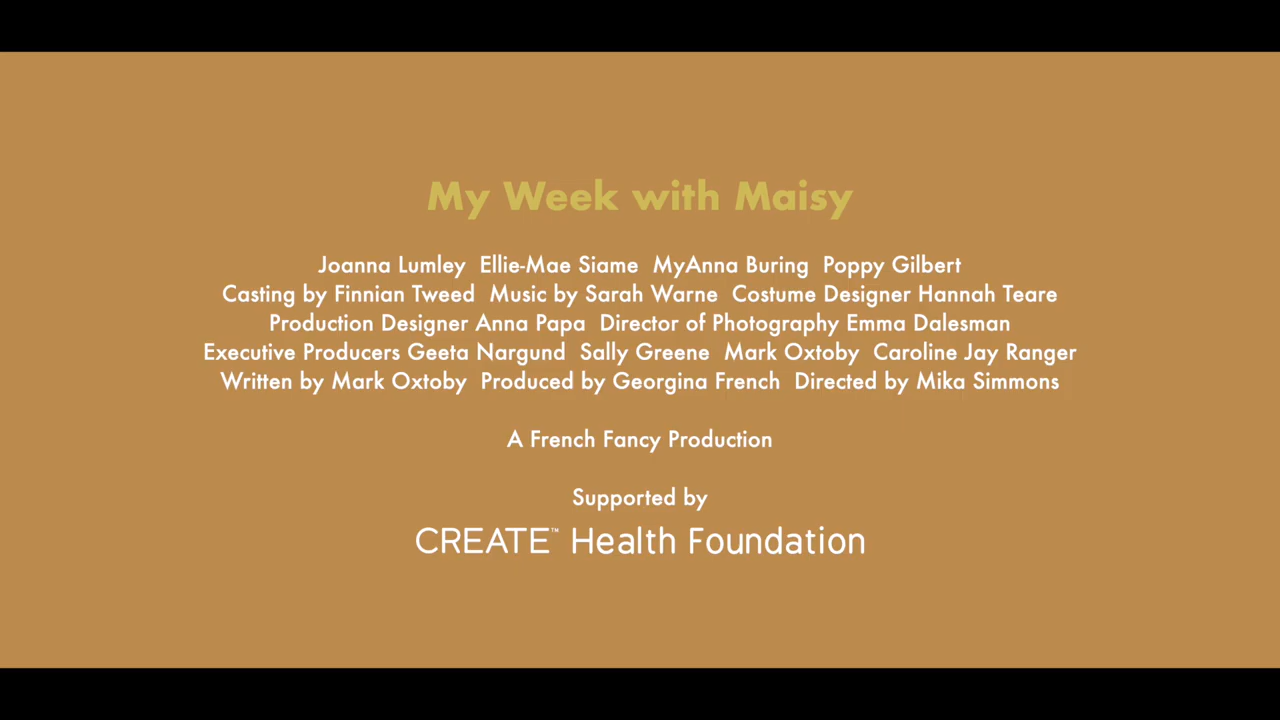 My Week with Maisy
Joanna Lumley Ellie-Mae Siame MyAnna Buring Poppy Gilbert
Casting by Finnian Tweed Music by Sarah Warne Costume Designer Hannah Teare
Production Designer Anna Papa Director of Photography Emma Dalesman
Executive Producers Geeta Nargund Sally Greene Mark Oxtoby Caroline Jay Ranger
Written by Mark Oxtoby Produced by Georgina French Directed by Mika Simmons
A French Fancy Production
Supported by
CREATE™ Health Foundation